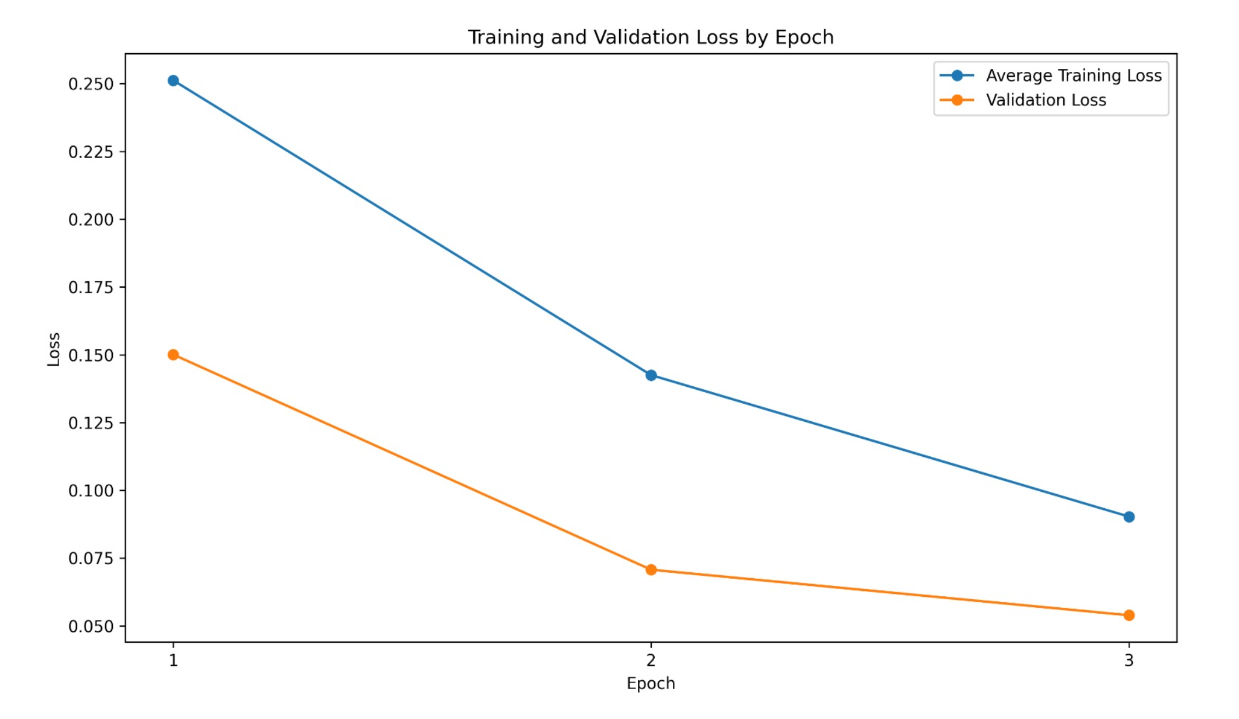 Training and Validation Loss by Epoch
Average Training Loss
Validation Loss
0.250
0.225
0.200
0.175
0.150
0.125
0.100
0.075
0.050
Loss
1
2
3
Epoch